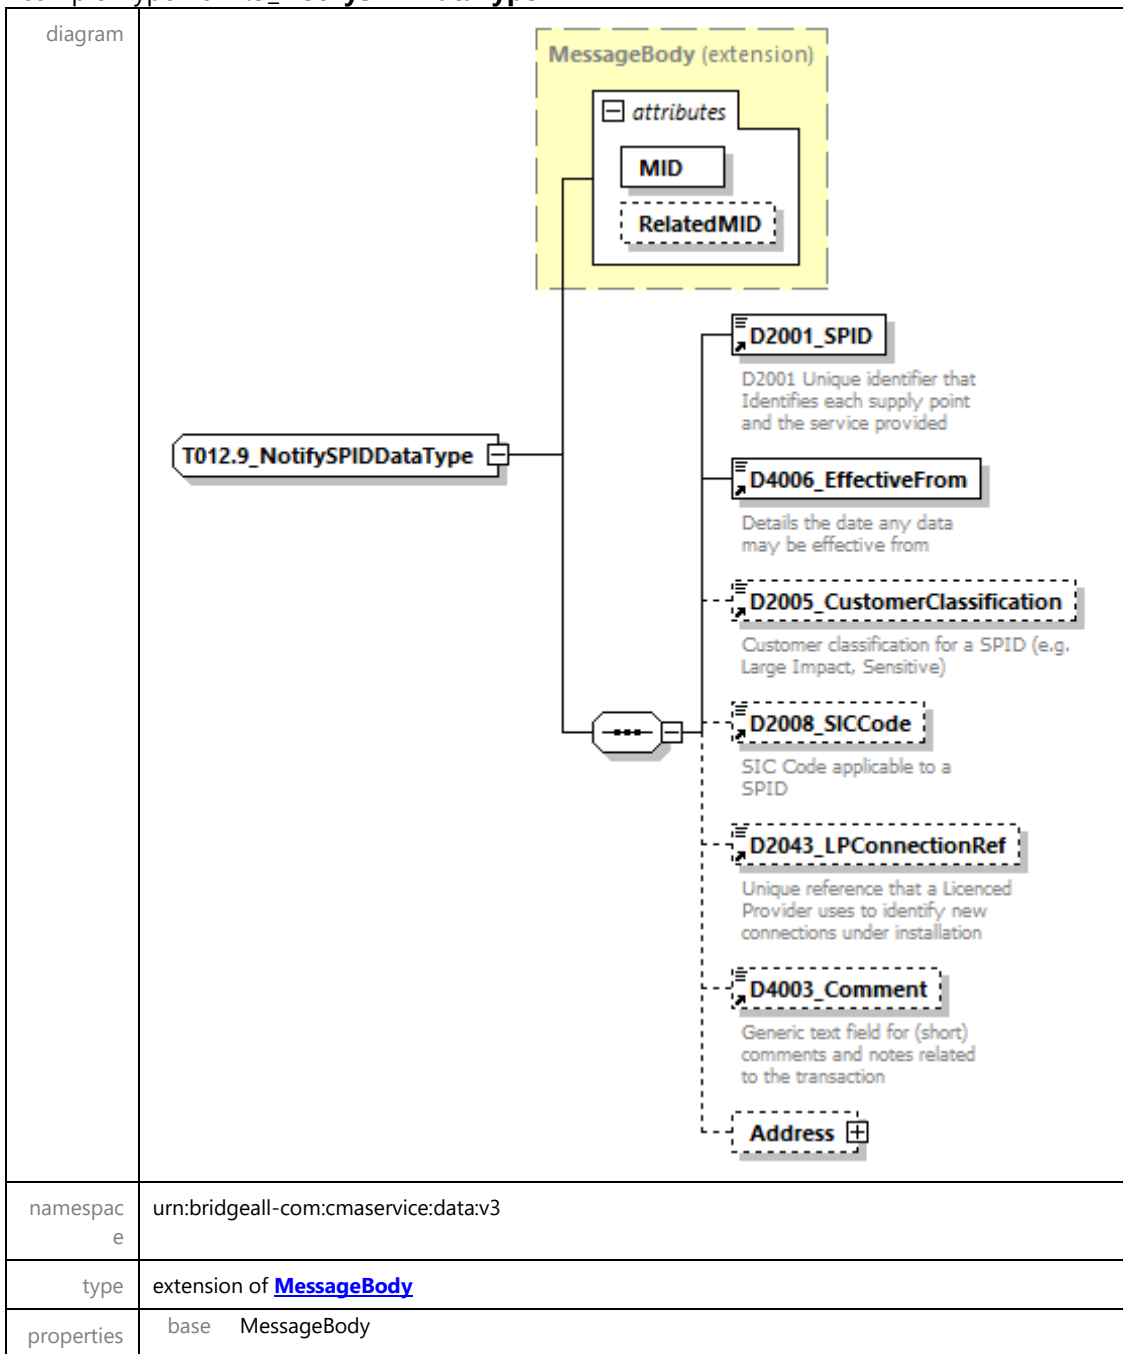 diagram
MessageBody (extension)
attributes
MID
RelatedMID
D2001_SPID
D2001 Unique identifier that
Identifies each supply point
and the service provided
T012.9_NotifySPIDDataType
D4006_EffectiveFrom
Details the date any data
may be effective from
D2005_CustomerClassification
Customer classification for a SPID (e.g.
Large Impact, Sensitive)
D2008_SICCode
SIC Code applicable to a
SPID
D2043_LPConnectionRef
Unique reference that a Licenced
Provider uses to identify new
connections under installation
D4003_Comment
Generic text field for (short)
comments and notes related
to the transaction
Address
namespac
e
urn:bridgeall-com:cmaservice:data:v3
type
extension of MessageBody
properties
base MessageBody